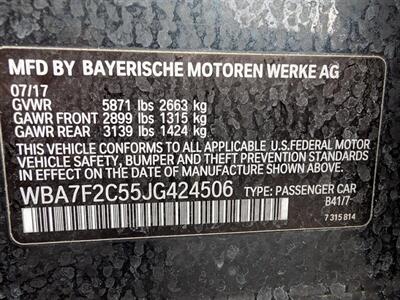 MFD BY BAYERISCHE MOTOREN WERKE AG
07/17
GVWR 5871 lbs 2663 kg
GAWR FRONT 2899 lbs 1315 kg
GAWR REAR 3139 lbs 1424 kg
THIS VEHICLE CONFORMS TO ALL APPLICABLE U.S.FEDERAL MOTOR
VEHICLE SAFETY, BUMPER AND THEFT PREVENTION STANDARDS
IN EFFECT ON THE DATE OF MANUFACTURE SHOWN ABOVE.
WBA7F2C55JG424506 TYPE: PASSENGER CAR
B41/7
7 315 814